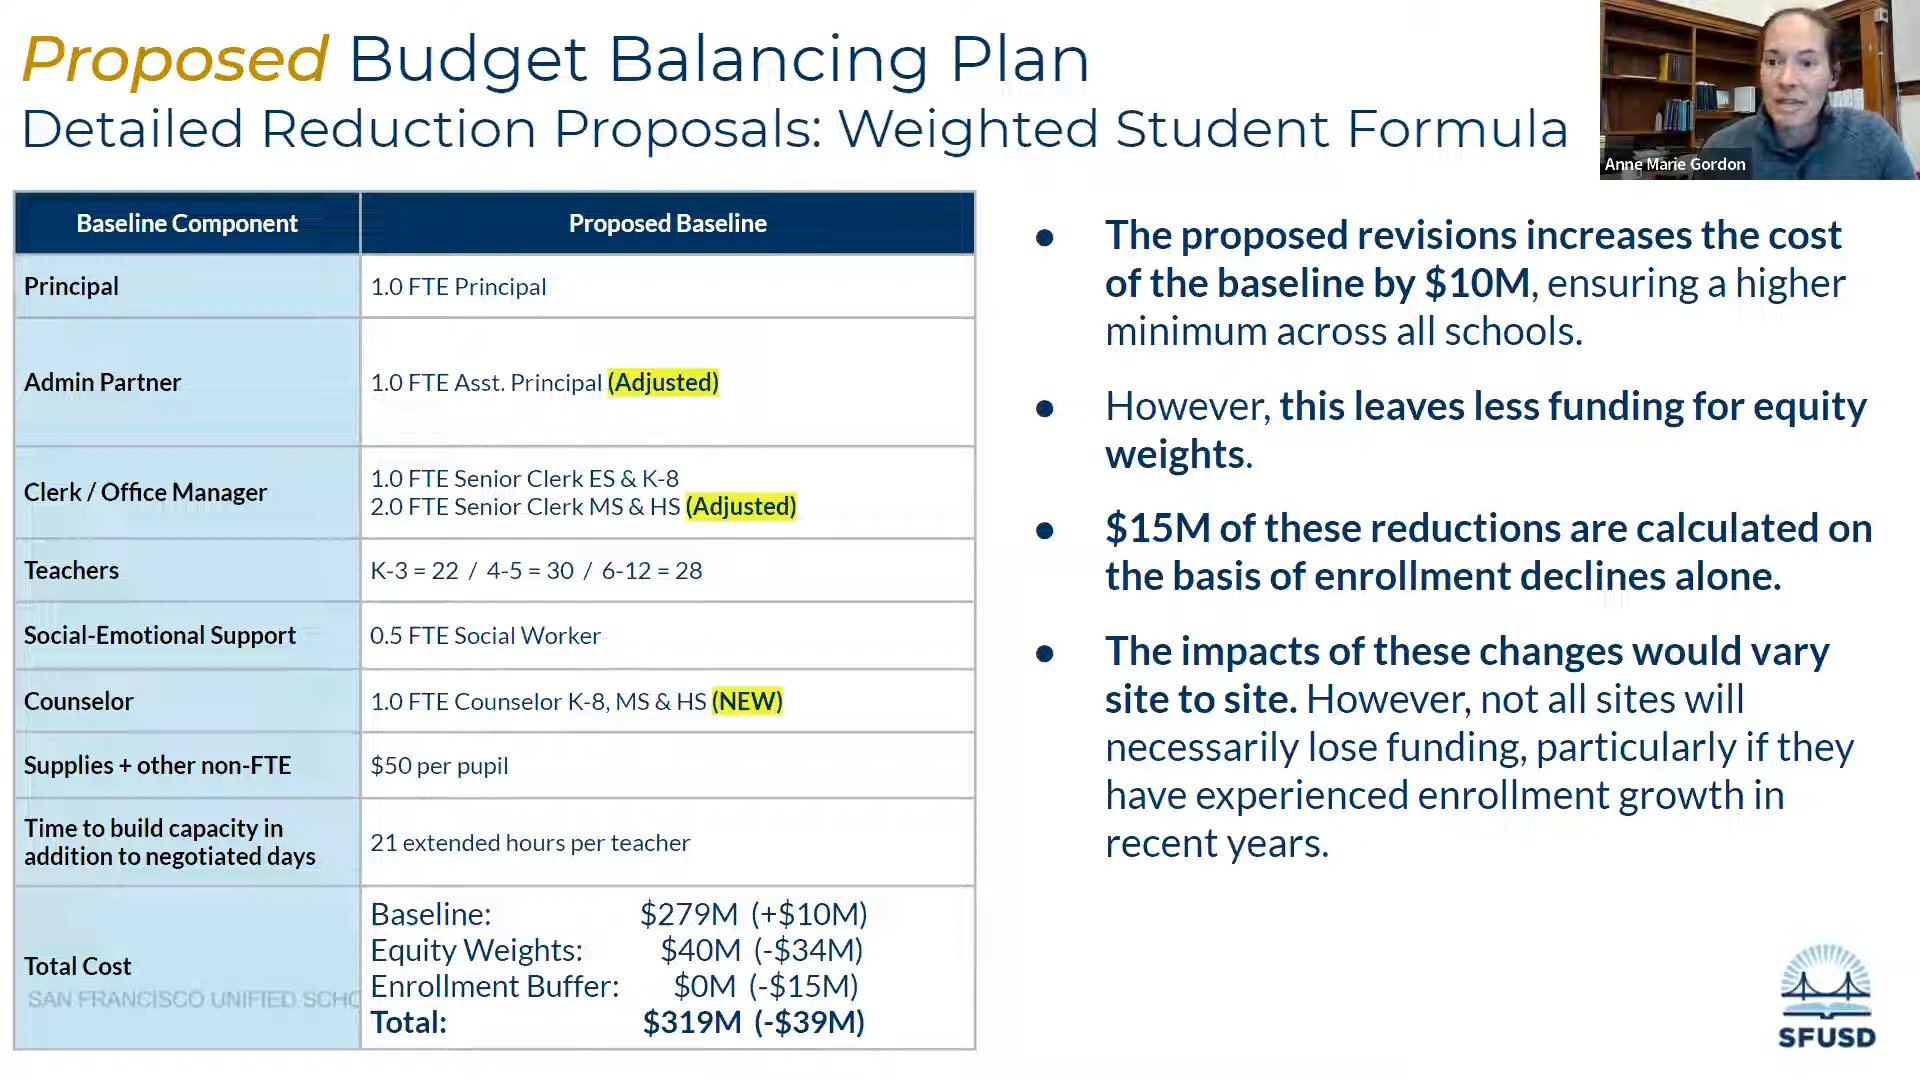 Proposed Budget Balancing Plan
Detailed Reduction Proposals: Weighted Student Formula
Anne Marie Gordon
Baseline Component
Proposed Baseline
Principal
1.0 FTE Principal
Admin Partner
1.0 FTE Asst. Principal (Adjusted)
Clerk / Office Manager
1.0 FTE Senior Clerk ES & K-8
2.0 FTE Senior Clerk MS & HS (Adjusted)
Teachers
K-3 = 22 / 4-5 = 30 / 6-12 = 28
Social-Emotional Support
0.5 FTE Social Worker
Counselor
1.0 FTE Counselor K-8, MS & HS (NEW)
Supplies + other non-FTE
$50 per pupil
Time to build capacity in
addition to negotiated days
21 extended hours per teacher
Total Cost
SAN FRANCISCO UNIFIED SCHO
Baseline: $279M (+$10M)
Equity Weights: $40M (-$34M)
Enrollment Buffer: $0M (-$15M)
Total: $319M (-$39M)
● The proposed revisions increases the cost
of the baseline by $10M, ensuring a higher
minimum across all schools.
● However, this leaves less funding for equity
weights.
● $15M of these reductions are calculated on
the basis of enrollment declines alone.
● The impacts of these changes would vary
site to site. However, not all sites will
necessarily lose funding, particularly if they
have experienced enrollment growth in
recent years.
SFUSD